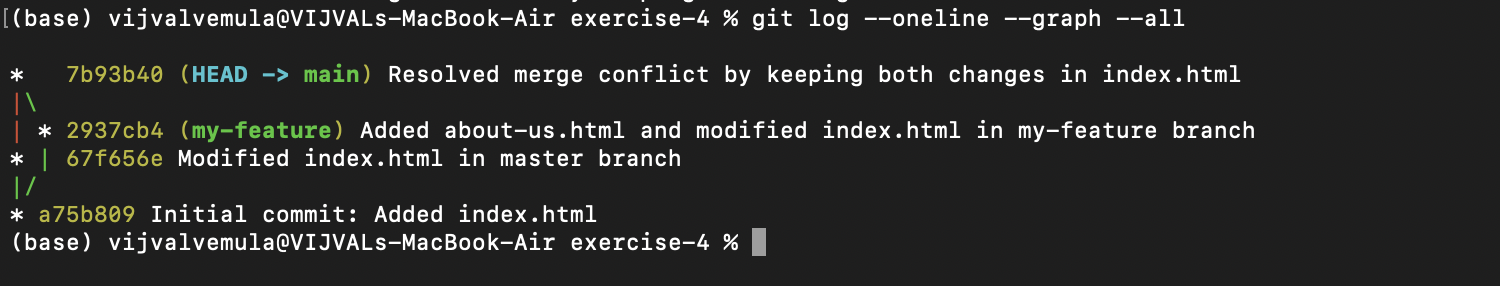 (base) vijvalvemula@VIJVALs-MacBook-Air exercise-4 % git log --oneline --graph --all
*   7b93b40 (HEAD -> main) Resolved merge conflict by keeping both changes in index.html
|\
| * 2937cb4 (my-feature) Added about-us.html and modified index.html in my-feature branch
* | 67f656e Modified index.html in master branch
|/
* a75b809 Initial commit: Added index.html
(base) vijvalvemula@VIJVALs-MacBook-Air exercise-4 %